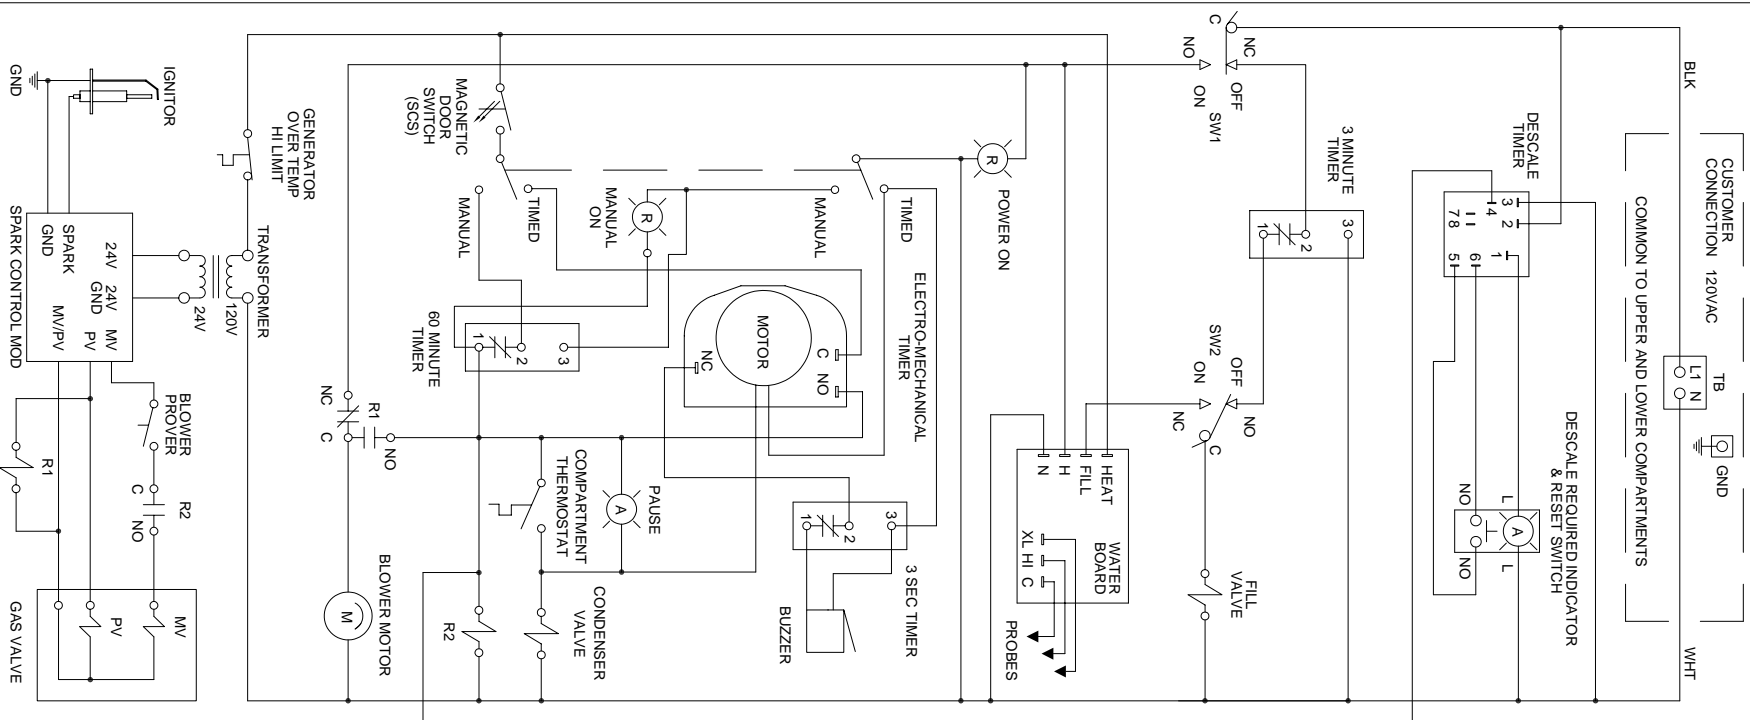 CUSTOMER
CONNECTION 120VAC
COMMON TO UPPER AND LOWER COMPARTMENTS
BLK
WHT
TB
L1 N
GND
DESCALE REQUIRED INDICATOR
& RESET SWITCH
L
L
A
NO
NO
DESCALE
TIMER
3
2
1
4
7
8
6
5
C
NC
NO
OFF
ON
SW1
3 MINUTE
TIMER
1
2
3
SW2
OFF
ON
NO
NC
C
FILL
VALVE
R
POWER ON
WATER
BOARD
HEAT
FILL
H
N
XL HI C
PROBES
TIMED
MANUAL
ELECTRO-MECHANICAL
TIMER
MOTOR
C
NO
NC
3 SEC TIMER
1
2
3
BUZZER
MAGNETIC
DOOR
SWITCH
(SCS)
TIMED
MANUAL
R
MANUAL
ON
60 MINUTE
TIMER
1
2
3
PAUSE
A
COMPARTMENT
THERMOSTAT
CONDENSER
VALVE
R2
R1
NC
C
NO
BLOWER MOTOR
M
GENERATOR
OVER TEMP
HI LIMIT
TRANSFORMER
120V
24V
IGNITOR
GND
SPARK CONTROL MOD
SPARK
GND
24V
24V
GND
MV
PV
MV/PV
BLOWER
PROVER
R2
C
NO
R1
GAS VALVE
MV
PV